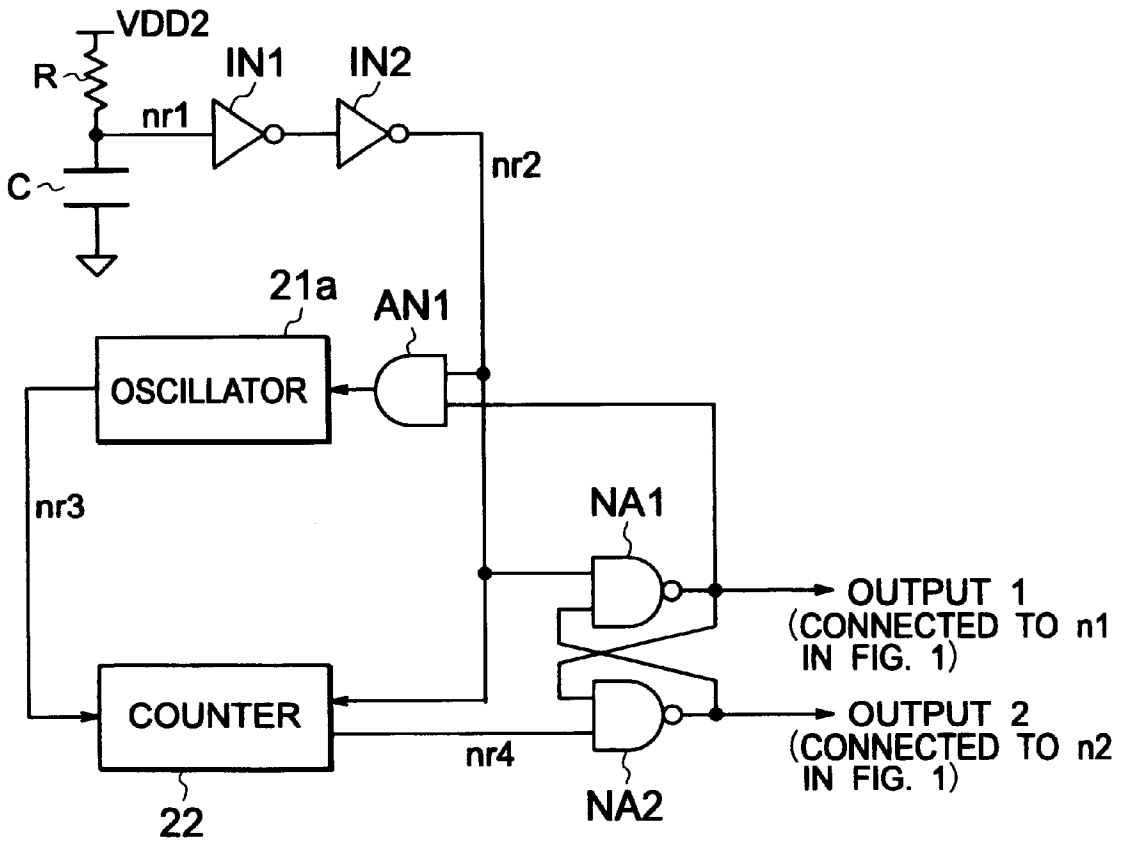 VDD2
R
IN1
IN2
nr1
nr2
C
21a
AN1
OSCILLATOR
nr3
NA1
OUTPUT 1
(CONNECTED TO n1
IN FIG. 1)
COUNTER
OUTPUT 2
(CONNECTED TO n2
IN FIG. 1)
nr4
22
NA2